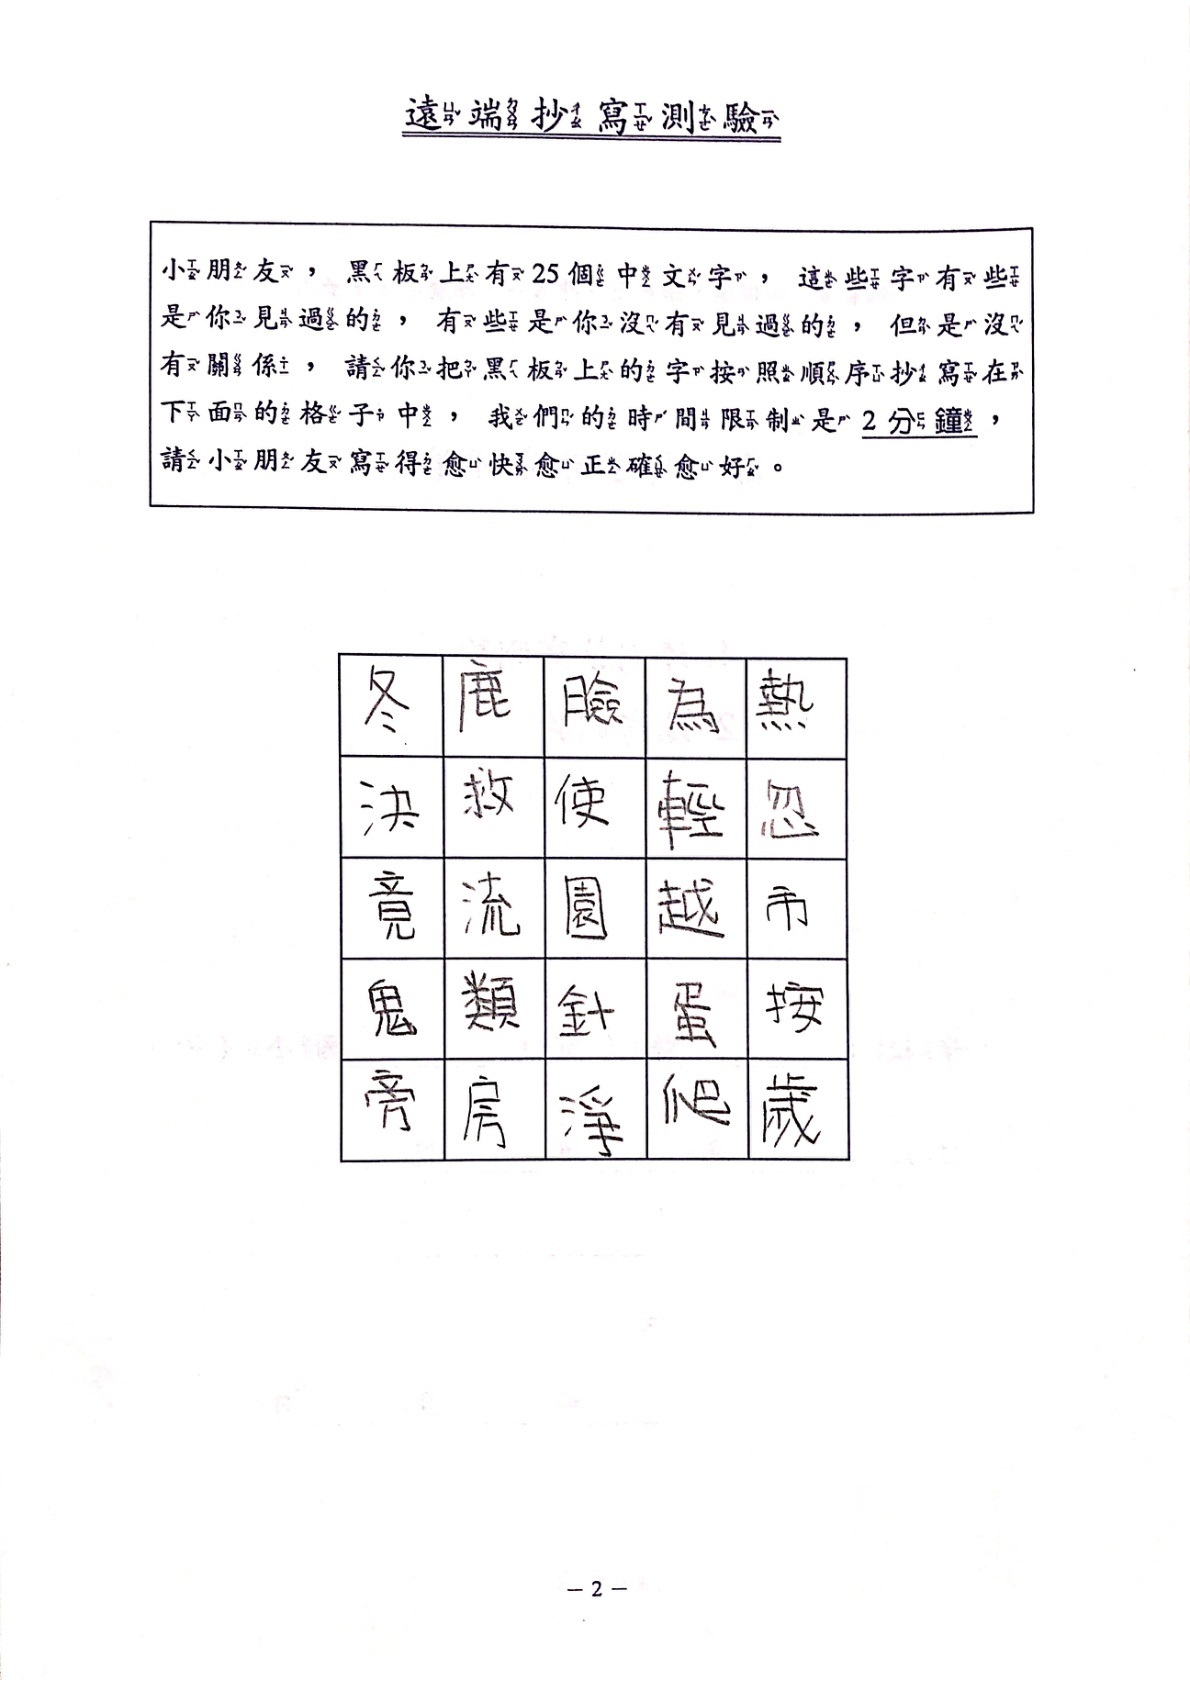 遠端抄寫測驗
小朋友，黑板上有25個中文字，這些字有些
是你見過的，有些是你沒有見過的，但是沒
有關係，請你把黑板上的字按照順序抄寫在
下面的格子中，我們的時間限制是2分鐘，
請小朋友寫得愈快愈正確愈好。
冬 鹿 臉 為 熱
決 救 使 輕 忽
竟 流 園 越 市
鬼 類 針 蛋 按
旁 房 淨 爬 歲
－2－